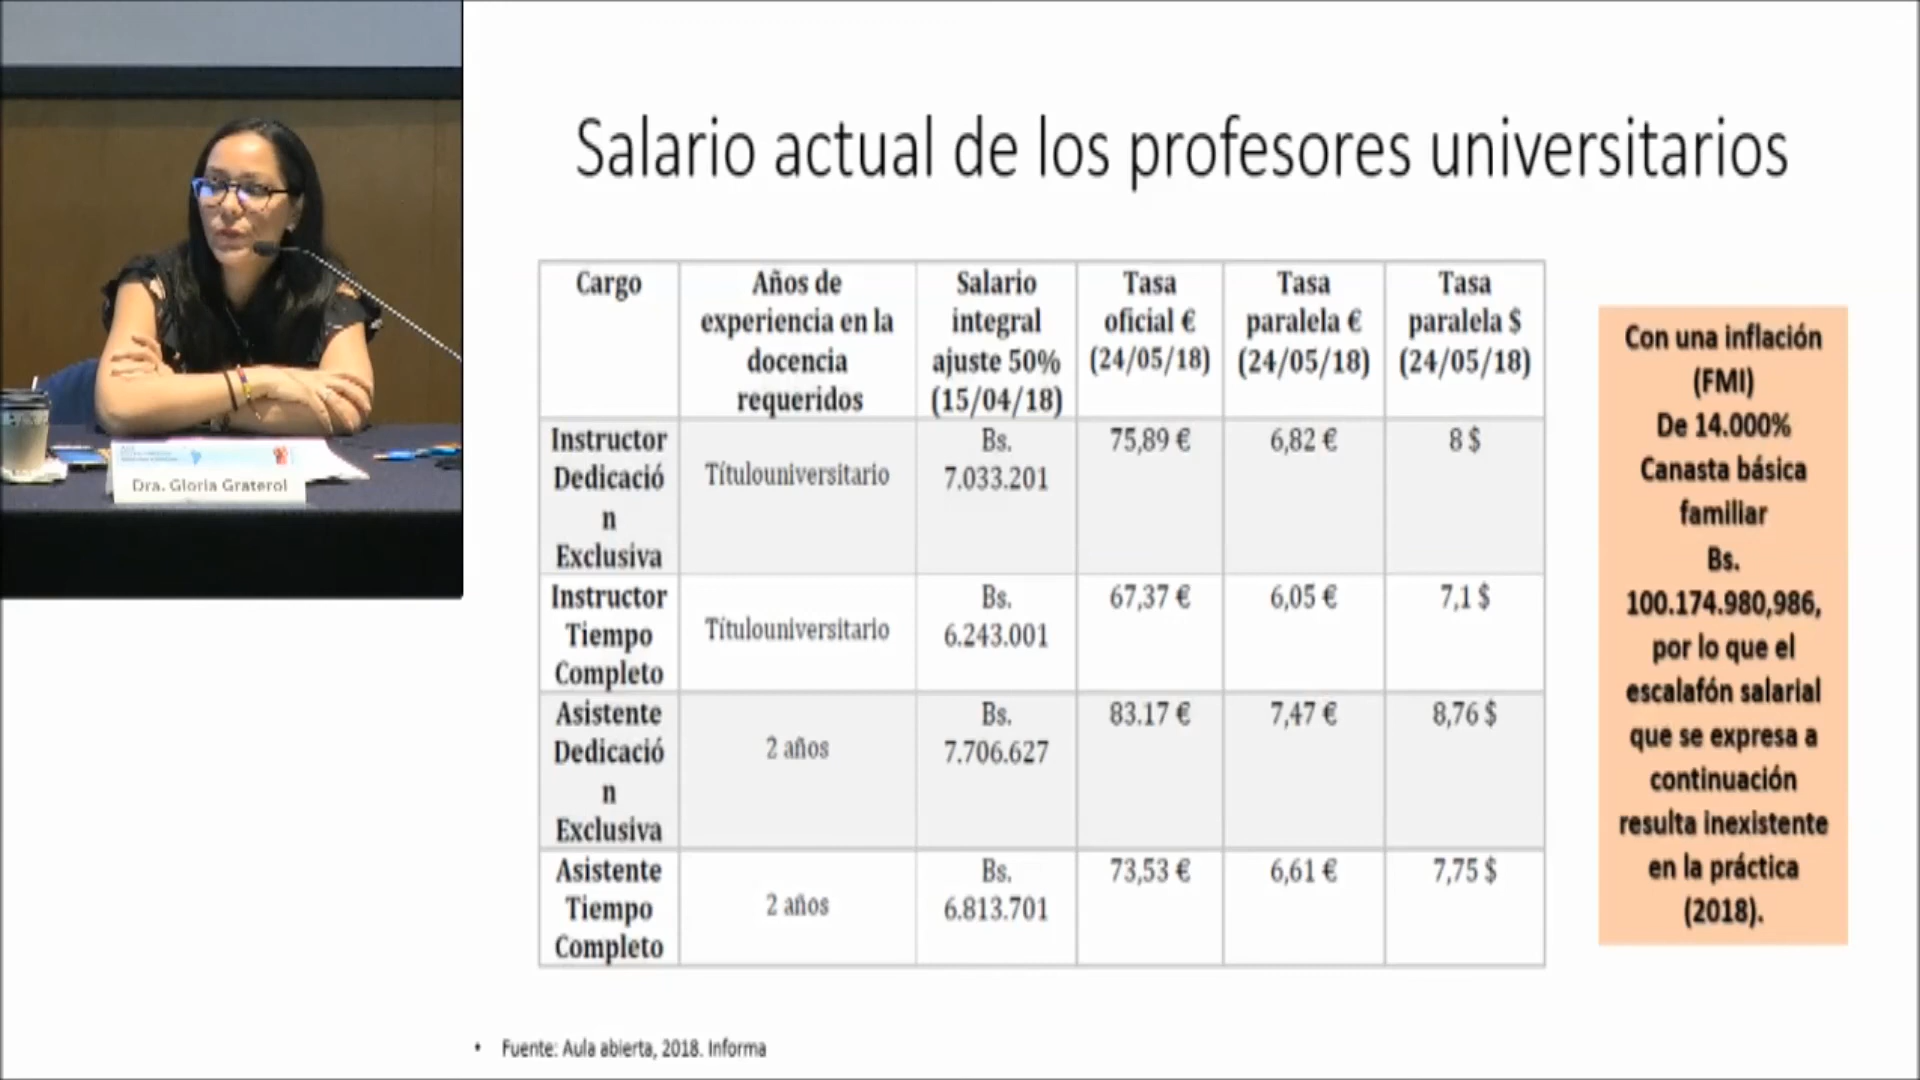 Salario actual de los profesores universitarios
Cargo
Años de
experiencia en la
docencia
requeridos
Salario
integral
ajuste 50%
(15/04/18)
Tasa
oficial €
(24/05/18)
Tasa
paralela €
(24/05/18)
Tasa
paralela $
(24/05/18)
Instructor
Dedicació
n
Exclusiva
Títulouniversitario
Bs.
7.033.201
75,89 €
6,82 €
8 $
Instructor
Tiempo
Completo
Títulouniversitario
Bs.
6.243.001
67,37 €
6,05 €
7,1 $
Asistente
Dedicació
n
Exclusiva
2 años
Bs.
7.706.627
83.17 €
7,47 €
8,76 $
Asistente
Tiempo
Completo
2 años
Bs.
6.813.701
73,53 €
6,61 €
7,75 $
Con una inflación
(FMI)
De 14.000%
Canasta básica
familiar
Bs.
100.174.980,986,
por lo que el
escalafón salarial
que se expresa a
continuación
resulta inexistente
en la práctica
(2018).
• Fuente: Aula abierta, 2018. Informa
Dra. Gloria Graterol